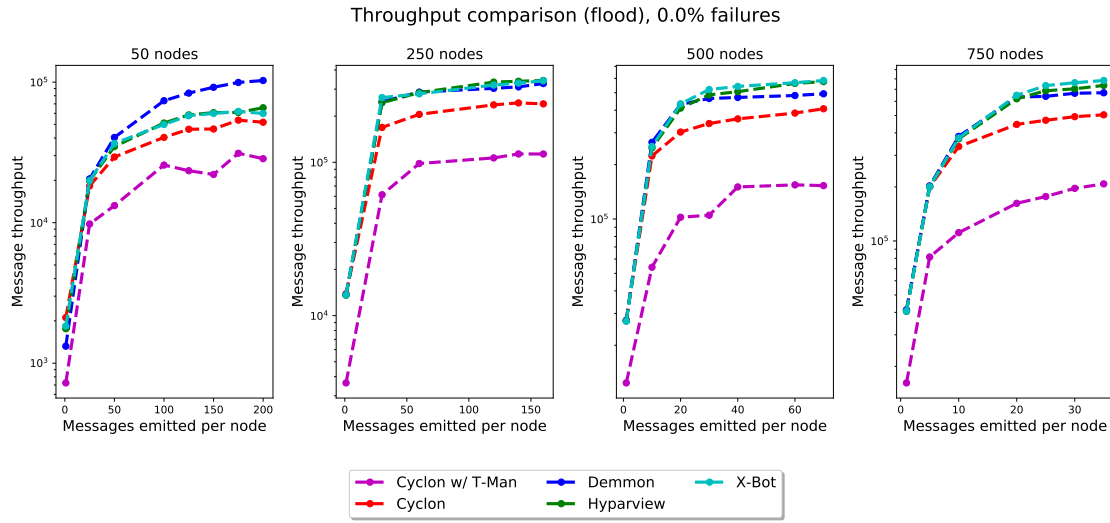 Throughput comparison (flood), 0.0% failures
50 nodes
250 nodes
500 nodes
750 nodes
Message throughput
10^5
10^4
10^3
0 50 100 150 200
Messages emitted per node
Message throughput
10^5
10^4
0 50 100 150
Messages emitted per node
Message throughput
10^5
0 20 40 60
Messages emitted per node
Message throughput
10^5
0 10 20 30
Messages emitted per node
Cyclon w/ T-Man
Cyclon
Demmon
Hyparview
X-Bot